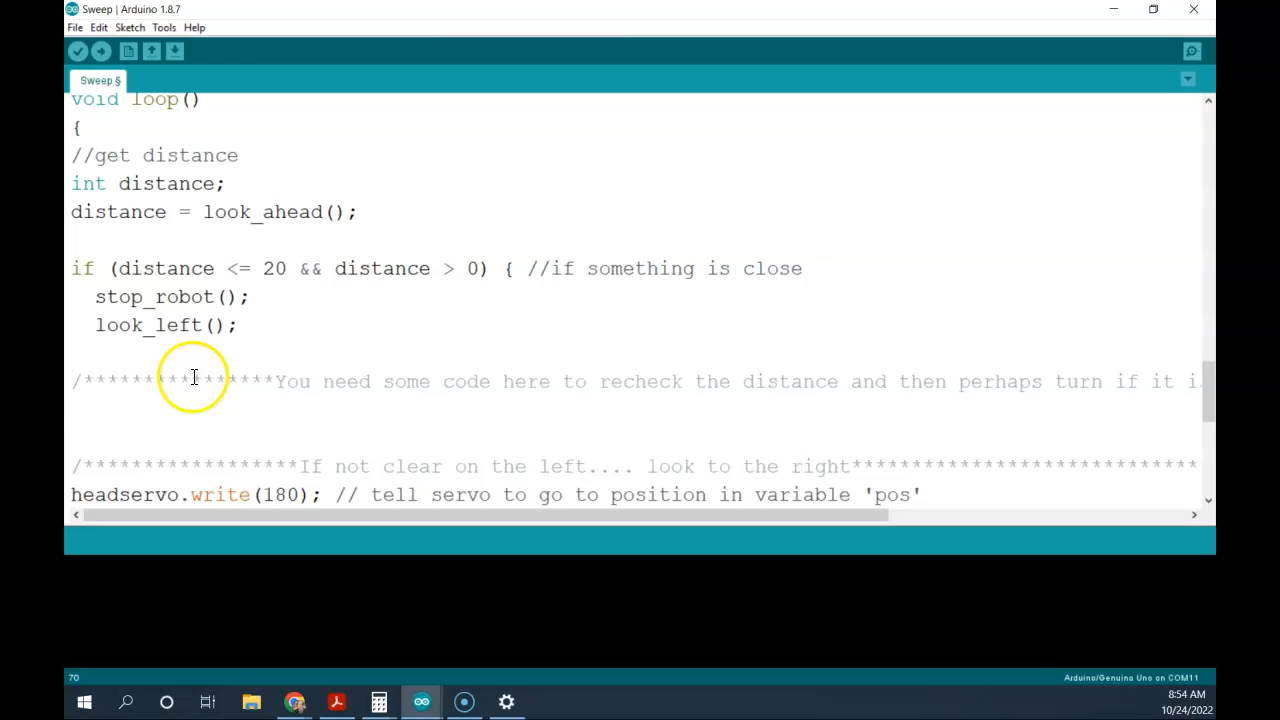 Sweep | Arduino 1.8.7
File Edit Sketch Tools Help
Sweep §
void loop()
{
//get distance
int distance;
distance = look_ahead();
if (distance <= 20 && distance > 0) { //if something is close
stop_robot();
look_left();
/****************You need some code here to recheck the distance and then perhaps turn if it i
/******************If not clear on the left.... look to the right*****************************
headservo.write(180); // tell servo to go to position in variable 'pos'
70
Arduino/Genuino Uno on COM11
8:54 AM
10/24/2022